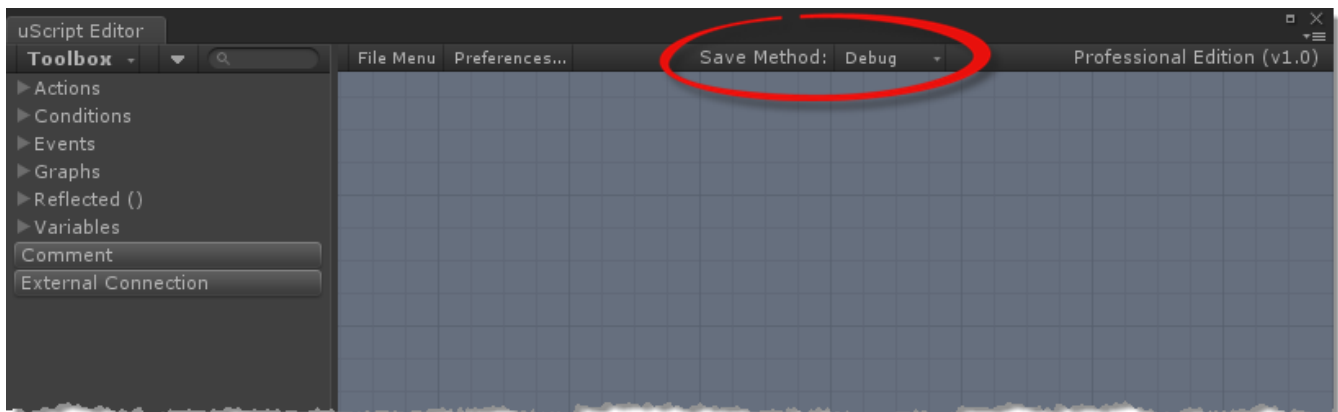 uScript Editor
Toolbox File Menu Preferences... Save Method: Debug Professional Edition (v1.0)
Actions
Conditions
Events
Graphs
Reflected ()
Variables
Comment
External Connection